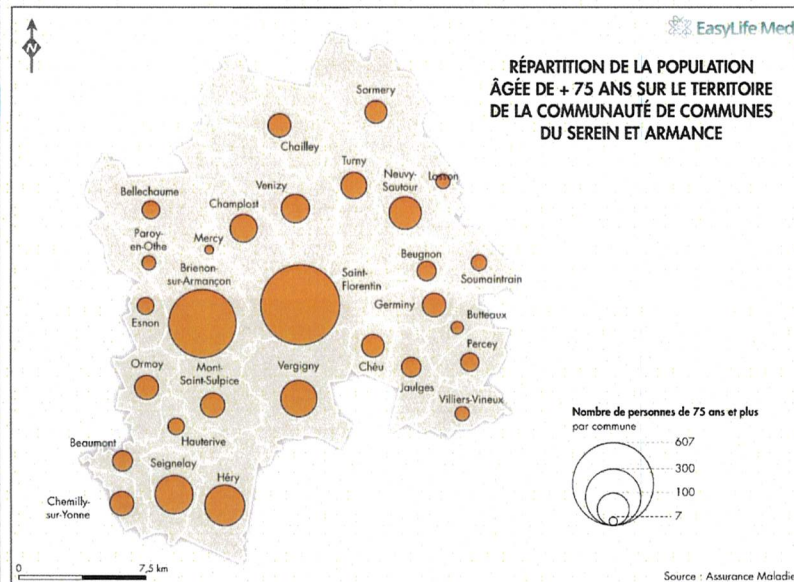 N
EasyLife Med
RÉPARTITION DE LA POPULATION
ÂGÉE DE + 75 ANS SUR LE TERRITOIRE
DE LA COMMUNAUTÉ DE COMMUNES
DU SEREIN ET ARMANCE
Sormery
Chailley
Turny
Neuvy-
Sautour
Lasson
Bellechaume
Venizy
Champlost
Paroy-
en-Othe
Mercy
Brienon
-sur-Armançon
Saint-
Florentin
Beugnon
Soumaintrain
Esnon
Germiny
Butteaux
Ormoy
Mont-
Saint-Sulpice
Vergigny
Chéu
Percey
Jaulges
Villiers-Vineux
Hauterive
Beaumont
Seignelay
Héry
Chemilly-
sur-Yonne
Nombre de personnes de 75 ans et plus
par commune
607
300
100
7
0
7,5 km
Source : Assurance Maladie